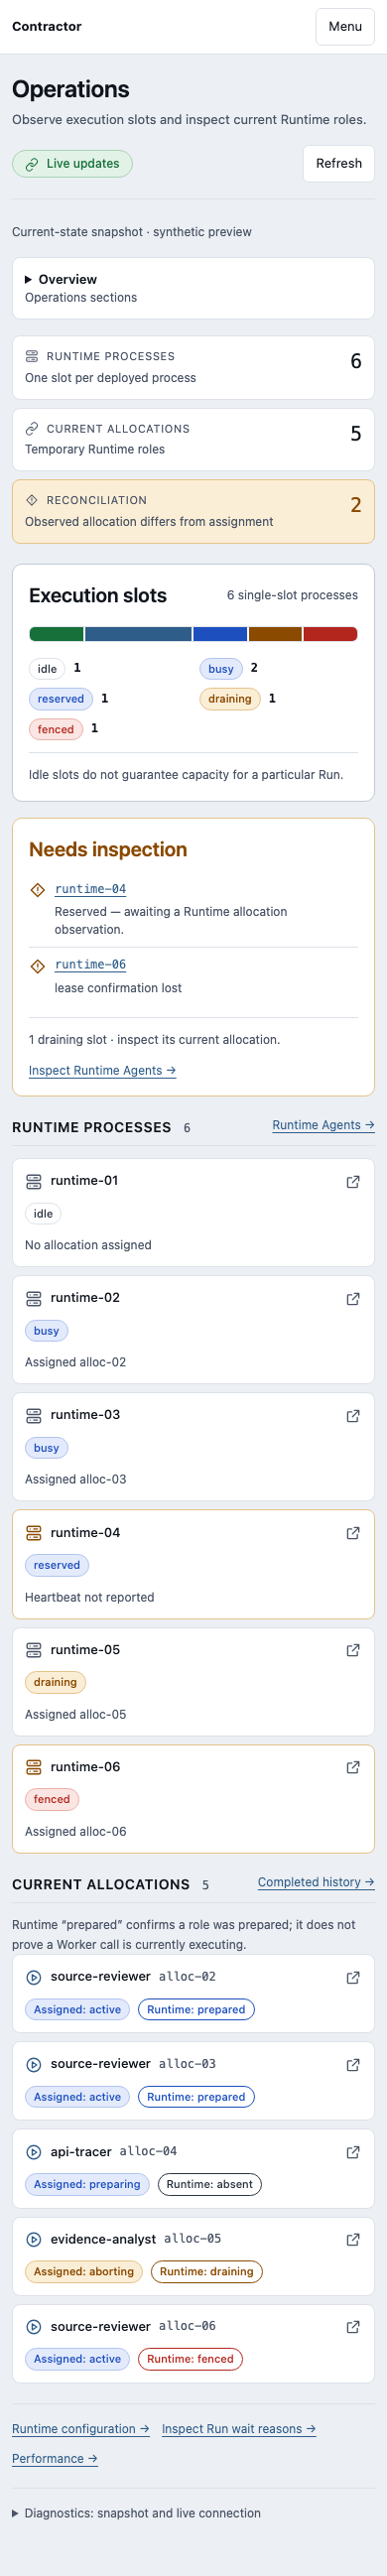 Contractor
Menu
Operations
Observe execution slots and inspect current Runtime roles.
Live updates
Refresh
Current-state snapshot · synthetic preview
Overview
Operations sections
RUNTIME PROCESSES
6
One slot per deployed process
CURRENT ALLOCATIONS
5
Temporary Runtime roles
RECONCILIATION
2
Observed allocation differs from assignment
Execution slots
6 single-slot processes
idle 1
busy 2
reserved 1
draining 1
fenced 1
Idle slots do not guarantee capacity for a particular Run.
Needs inspection
runtime-04
Reserved — awaiting a Runtime allocation
observation.
runtime-06
lease confirmation lost
1 draining slot · inspect its current allocation.
Inspect Runtime Agents →
RUNTIME PROCESSES 6
Runtime Agents →
runtime-01
idle
No allocation assigned
runtime-02
busy
Assigned alloc-02
runtime-03
busy
Assigned alloc-03
runtime-04
reserved
Heartbeat not reported
runtime-05
draining
Assigned alloc-05
runtime-06
fenced
Assigned alloc-06
CURRENT ALLOCATIONS 5
Completed history →
Runtime “prepared” confirms a role was prepared; it does not
prove a Worker call is currently executing.
source-reviewer alloc-02
Assigned: active Runtime: prepared
source-reviewer alloc-03
Assigned: active Runtime: prepared
api-tracer alloc-04
Assigned: preparing Runtime: absent
evidence-analyst alloc-05
Assigned: aborting Runtime: draining
source-reviewer alloc-06
Assigned: active Runtime: fenced
Runtime configuration → Inspect Run wait reasons →
Performance →
Diagnostics: snapshot and live connection